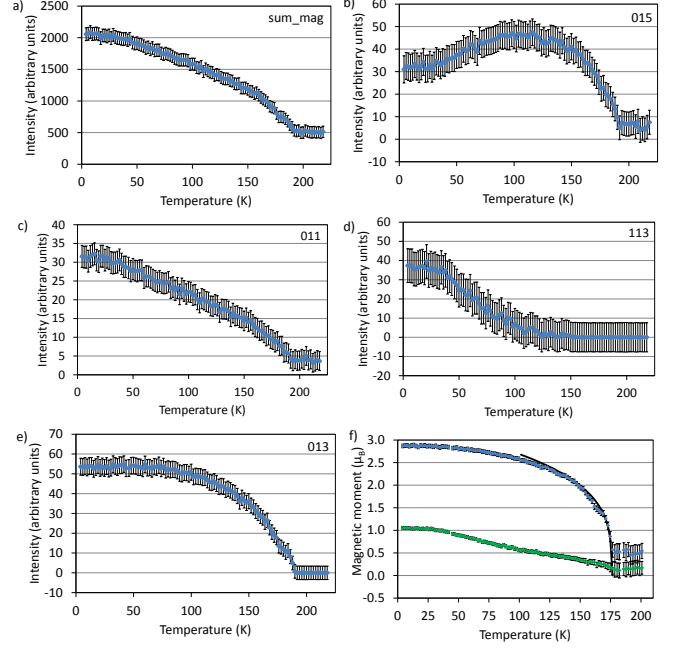 a)
sum_mag
Intensity (arbitrary units)
2500
2000
1500
1000
500
0
0 50 100 150 200
Temperature (K)
b)
015
Intensity (arbitrary units)
60
50
40
30
20
10
0
-10
0 50 100 150 200
Temperature (K)
c)
011
Intensity (arbitrary units)
40
35
30
25
20
15
10
5
0
0 50 100 150 200
Temperature (K)
d)
113
Intensity (arbitrary units)
60
50
40
30
20
10
0
-10
-20
0 50 100 150 200
Temperature (K)
e)
013
Intensity (arbitrary units)
70
60
50
40
30
20
10
0
-10
0 50 100 150 200
Temperature (K)
f)
Magnetic moment (μB)
3.0
2.5
2.0
1.5
1.0
0.5
0.0
-0.5
0 25 50 75 100 125 150 175 200
Temperature (K)